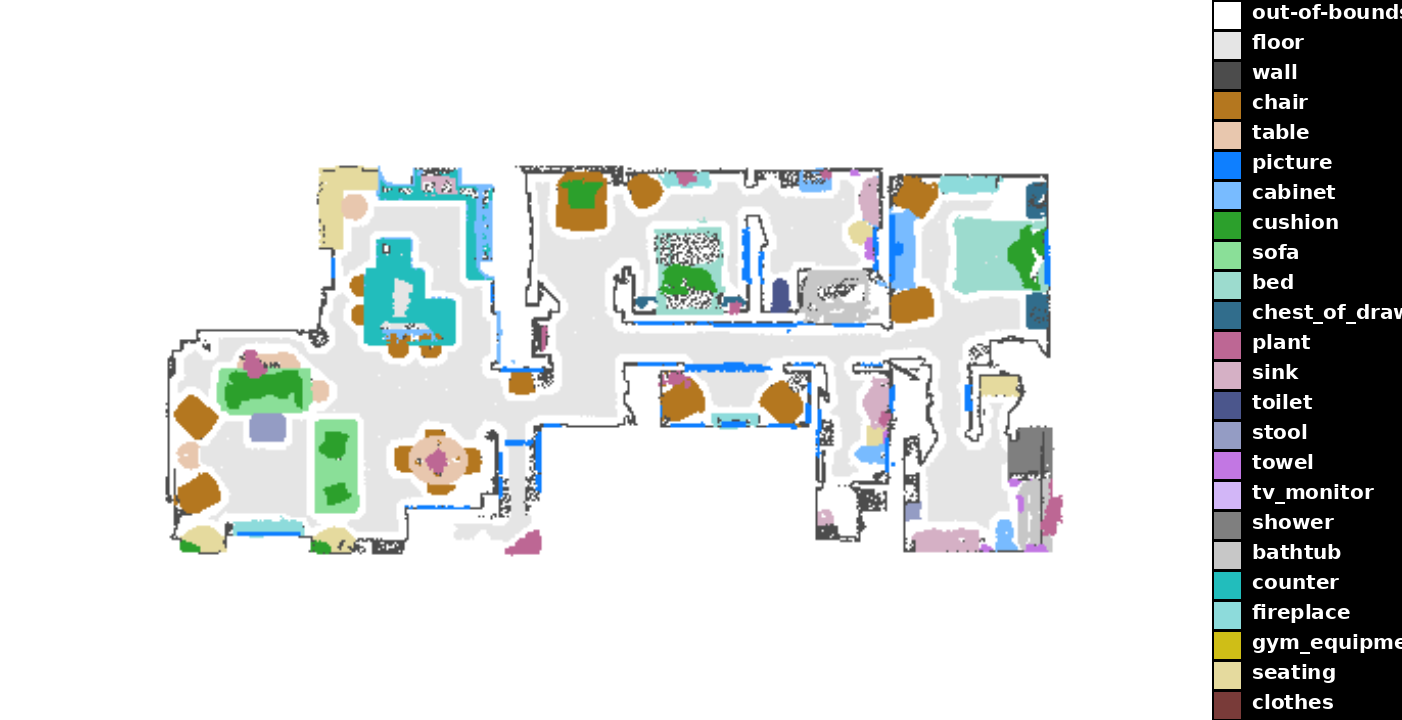 out-of-bounds
floor
wall
chair
table
picture
cabinet
cushion
sofa
bed
chest_of_draw
plant
sink
toilet
stool
towel
tv_monitor
shower
bathtub
counter
fireplace
gym_equipme
seating
clothes